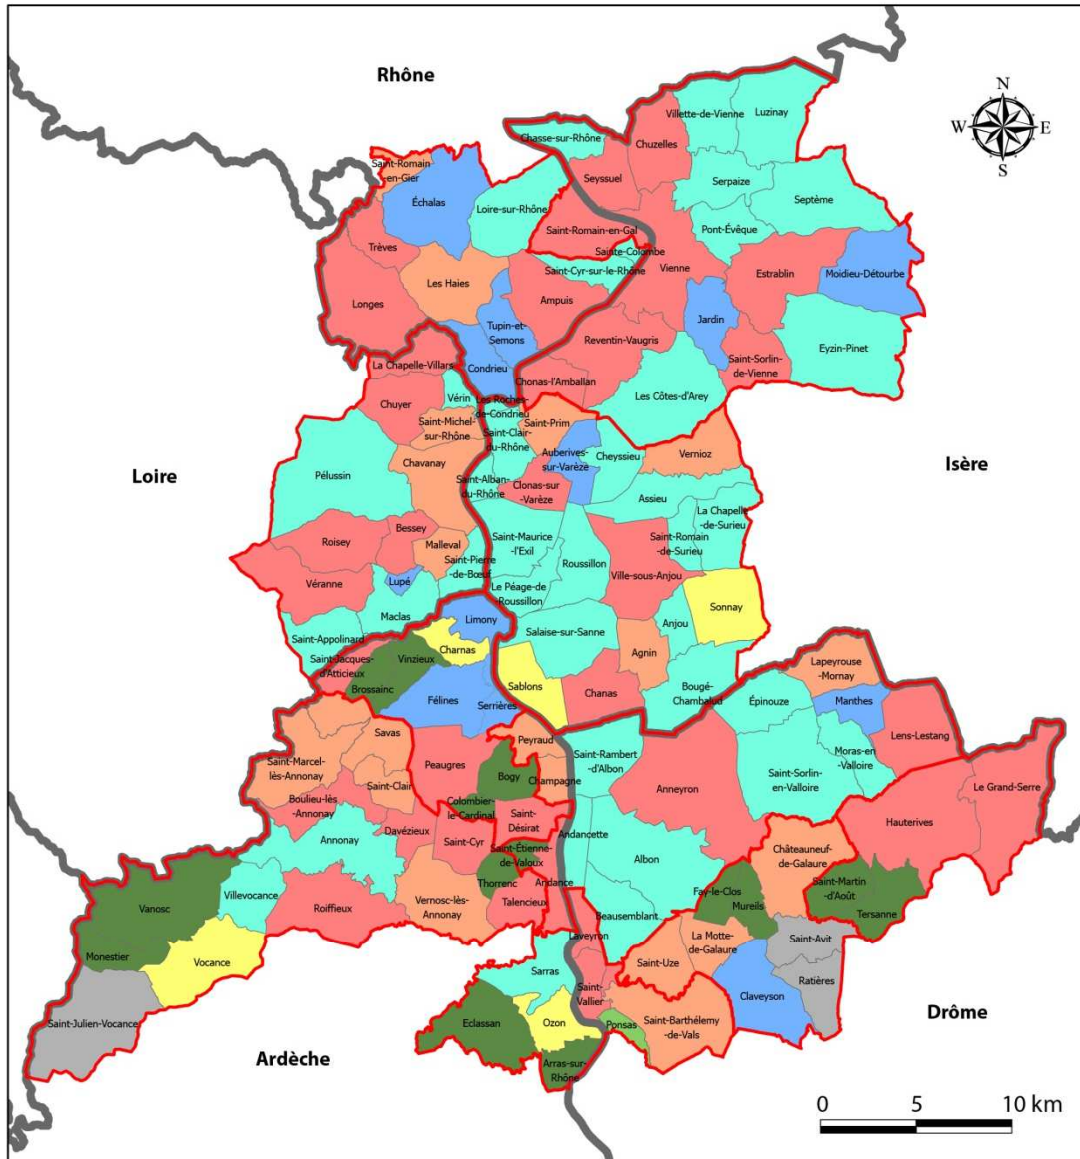 Rhône
N
W E
S
Chasse-sur-Rhône
Villette-de-Vienne
Luzinay
Chuzelles
Saint-Romain
-en-Gier
Seyssuel
Serpaize
Échalas
Loire-sur-Rhône
Septème
Pont-Évêque
Saint-Romain-en-Gal
Trèves
Sainte-Colombe
Saint-Cyr-sur-le-Rhône
Vienne
Estrablin
Moidieu-Détourbe
Les Haies
Longes
Ampuis
Jardin
Tupin-et-
Semons
Reventin-Vaugris
Eyzin-Pinet
Saint-Sorlin-
de-Vienne
La Chapelle-Villars
Condrieu
Chonas-l'Amballan
Les Côtes-d'Arey
Vérin
Les Roches-
de-Condrieu
Chuyer
Saint-Michel-
sur-Rhône
Saint-Clair-
du-Rhône
Saint-Prim
Auberives-
sur-Varèze
Cheyssieu
Vernioz
Loire
Isère
Pélussin
Chavanay
Saint-Alban-
du-Rhône
Clonas-sur
-Varèze
Assieu
La Chapelle
-de-Surieu
Bessey
Roisey
Malleval
Saint-Maurice
-l'Exil
Saint-Romain
-de-Surieu
Saint-Pierre
-de-Bœuf
Roussillon
Véranne
Lupé
Le Péage-de
-Roussillon
Ville-sous-Anjou
Sonnay
Maclas
Limony
Anjou
Saint-Appolinard
Salaise-sur-Sanne
Charnas
Agnin
Saint-Jacques-
d'Atticieux
Vinzieux
Lapeyrouse
-Mornay
Brossainc
Félines
Sablons
Chanas
Bougé-
Chambalud
Serrières
Épinouze
Manthes
Savas
Peyraud
Saint-Rambert
-d'Albon
Moras-en
-Valloire
Lens-Lestang
Saint-Marcel-
lès-Annonay
Peaugres
Bogy
Champagne
Saint-Sorlin-
en-Valloire
Saint-Clair
Anneyron
Le Grand-Serre
Boulieu-lès
-Annonay
Colombier-
le-Cardinal
Saint-
Désirat
Hauterives
Annonay
Davézieux
Saint-Cyr
Andancette
Châteauneuf-
de-Galaure
Saint-Étienne-
de-Valoux
Albon
Thorrenc
Andance
Fay-le-Clos
Saint-Martin
-d'Août
Villevocance
Vanosc
Roiffieux
Vernosc-lès
-Annonay
Talencieux
Mureils
Tersanne
Beausemblant
Laveyron
La Motte-
de-Galaure
Saint-Avit
Monestier
Vocance
Sarras
Saint-Uze
Ratières
Saint-
Vallier
Claveyson
Saint-Julien-Vocance
Eclassan
Ozon
Ponsas
Saint-Barthélemy
-de-Vals
Drôme
Ardèche
Arras-sur-
Rhône
0 5 10 km